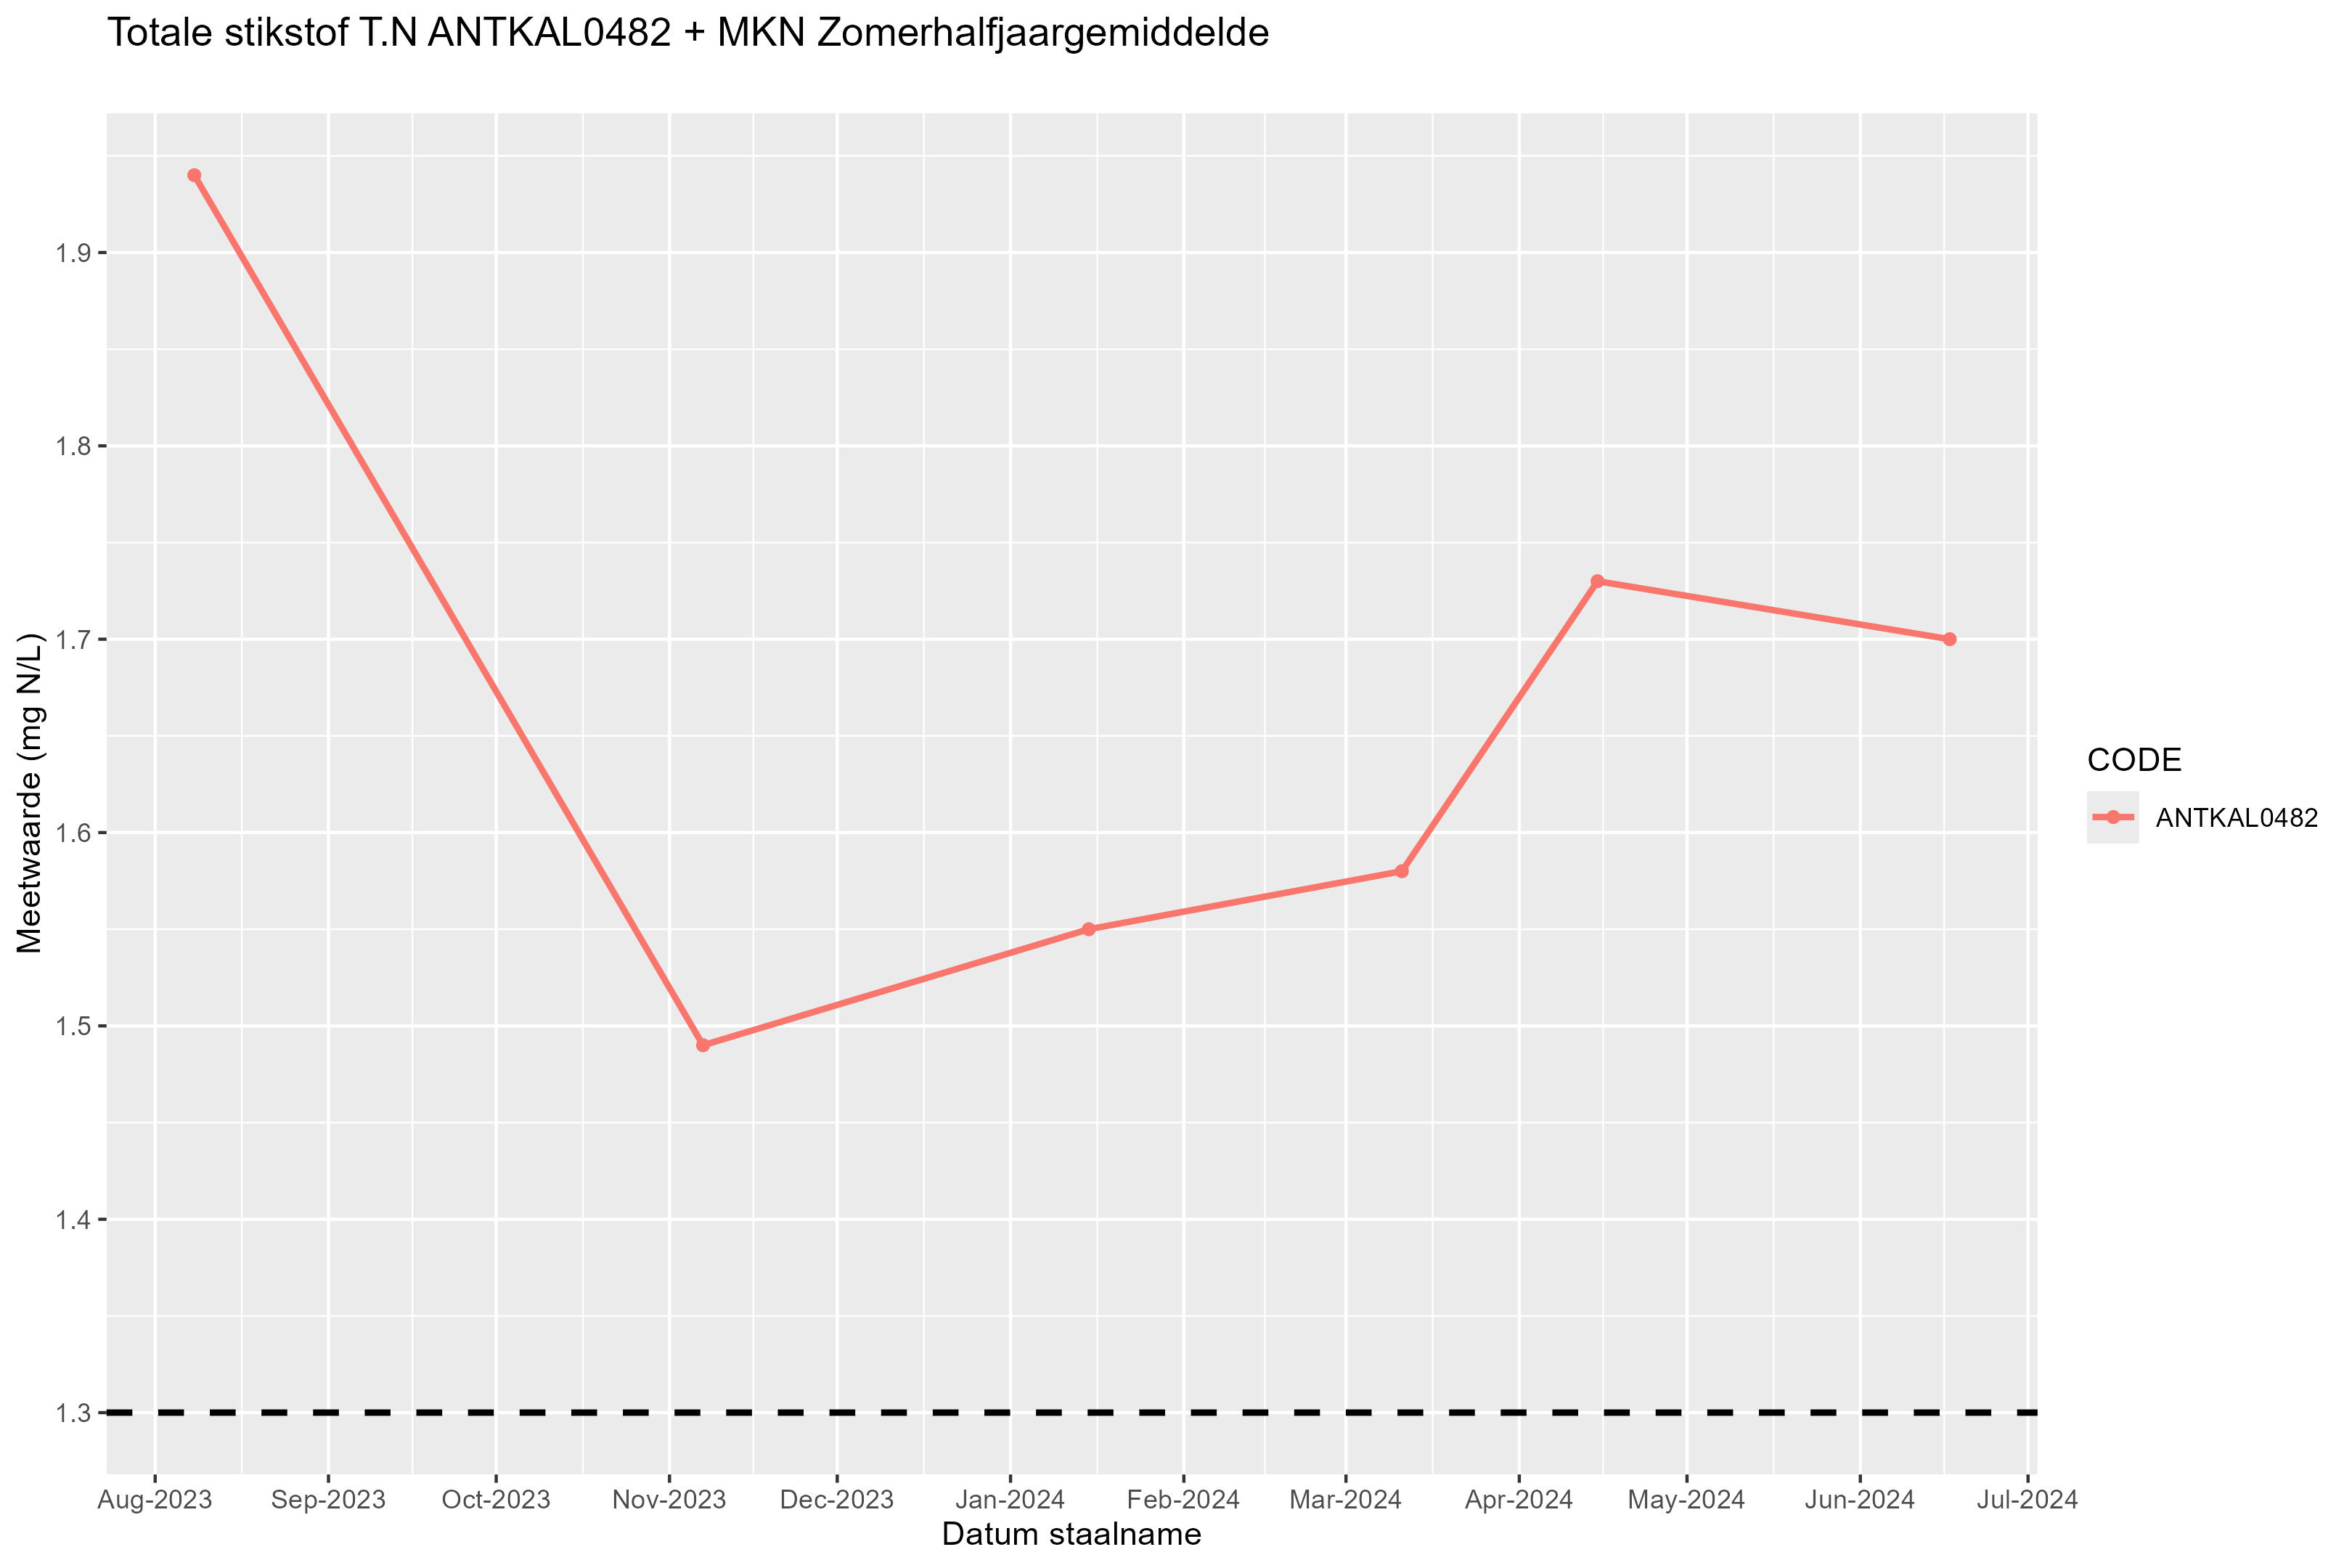 Totale stikstof T.N ANTKAL0482 + MKN Zomerhalfjaargemiddelde
Meetwaarde (mg N/L)
1.9
1.8
1.7
1.6
1.5
1.4
1.3
Aug-2023 Sep-2023 Oct-2023 Nov-2023 Dec-2023 Jan-2024 Feb-2024 Mar-2024 Apr-2024 May-2024 Jun-2024 Jul-2024
Datum staalname
CODE
ANTKAL0482